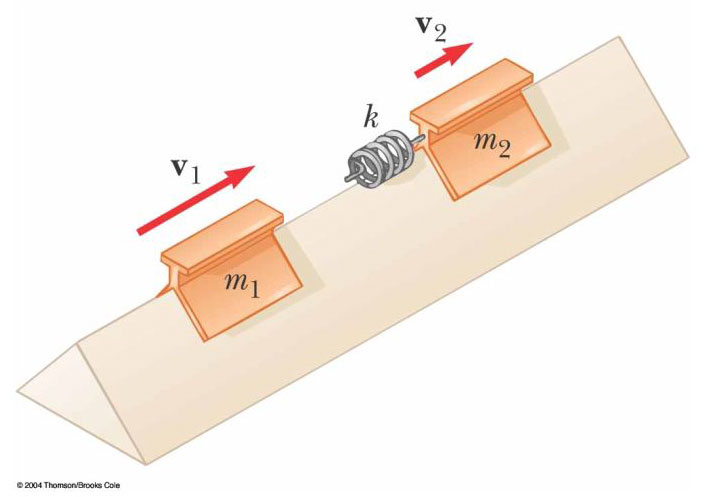 v₂
k
m₂
v₁
m₁
© 2004 Thomson/Brooks Cole